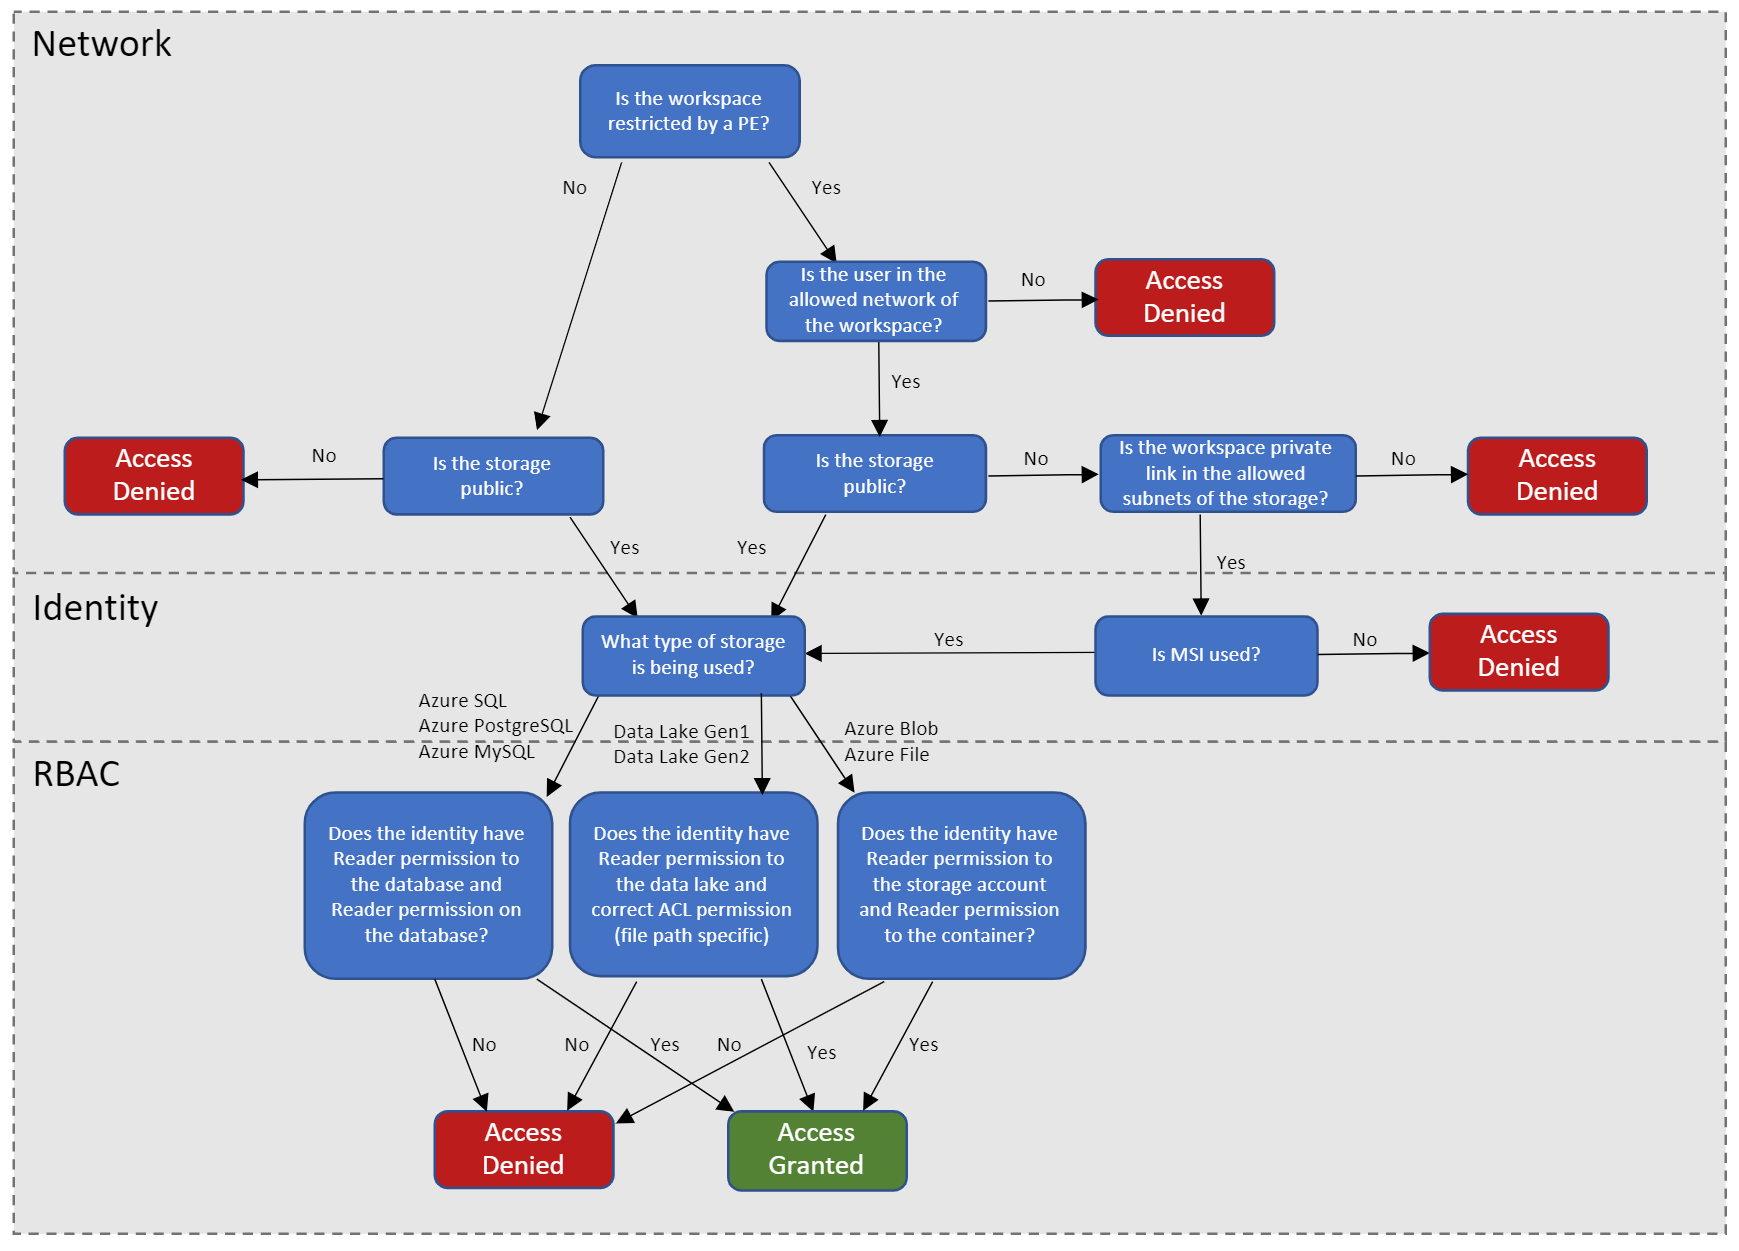 Network
Is the workspace
restricted by a PE?
No
Yes
Is the user in the
allowed network of
the workspace?
No
Access
Denied
Yes
Access
Denied
No
Is the storage
public?
Is the storage
public?
No
Is the workspace private
link in the allowed
subnets of the storage?
No
Access
Denied
Yes
Yes
Yes
Identity
What type of storage
is being used?
Yes
Is MSI used?
No
Access
Denied
Azure SQL
Azure PostgreSQL
Azure MySQL
Data Lake Gen1
Data Lake Gen2
Azure Blob
Azure File
RBAC
Does the identity have
Reader permission to
the database and
Reader permission on
the database?
Does the identity have
Reader permission to
the data lake and
correct ACL permission
(file path specific)
Does the identity have
Reader permission to
the storage account
and Reader permission
to the container?
No
No
Yes
No
Yes
Yes
Access
Denied
Access
Granted